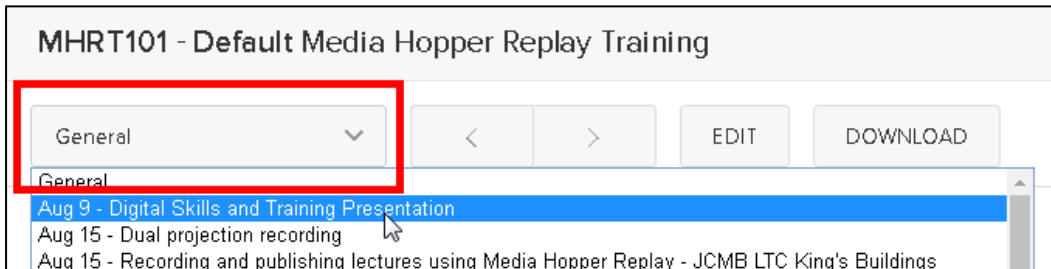 MHRT101 - Default Media Hopper Replay Training
General < > EDIT DOWNLOAD
General
Aug 9 - Digital Skills and Training Presentation
Aug 15 - Dual projection recording
Aug 15 - Recording and publishing lectures using Media Hopper Replay - JCMB LTC King's Buildings